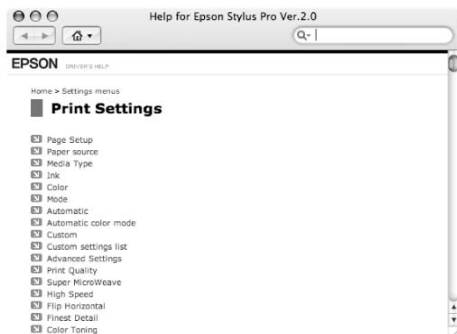 Help for Epson Stylus Pro Ver.2.0
EPSON DRIVER'S HELP
Home > Settings menus
Print Settings
Page Setup
Paper source
Media Type
Ink
Color
Mode
Automatic
Automatic color mode
Custom
Custom settings list
Advanced Settings
Print Quality
Super MicroWeave
High Speed
Flip Horizontal
Finest Detail
Color Toning